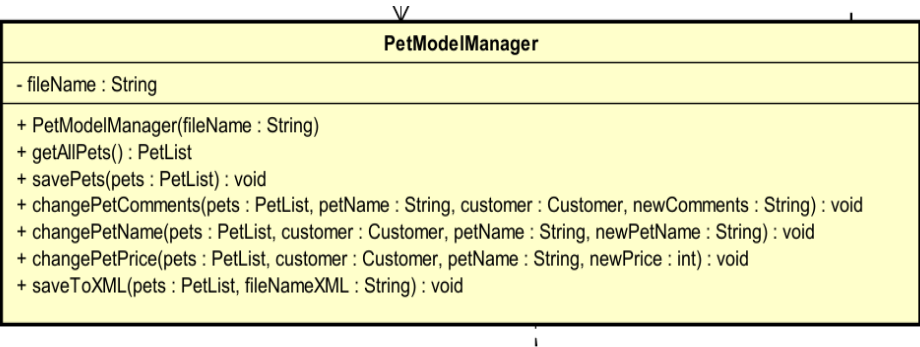 PetModelManager
- fileName : String
+ PetModelManager(fileName : String)
+ getAllPets() : PetList
+ savePets(pets : PetList) : void
+ changePetComments(pets : PetList, petName : String, customer : Customer, newComments : String) : void
+ changePetName(pets : PetList, customer : Customer, petName : String, newPetName : String) : void
+ changePetPrice(pets : PetList, customer : Customer, petName : String, newPrice : int) : void
+ saveToXML(pets : PetList, fileNameXML : String) : void